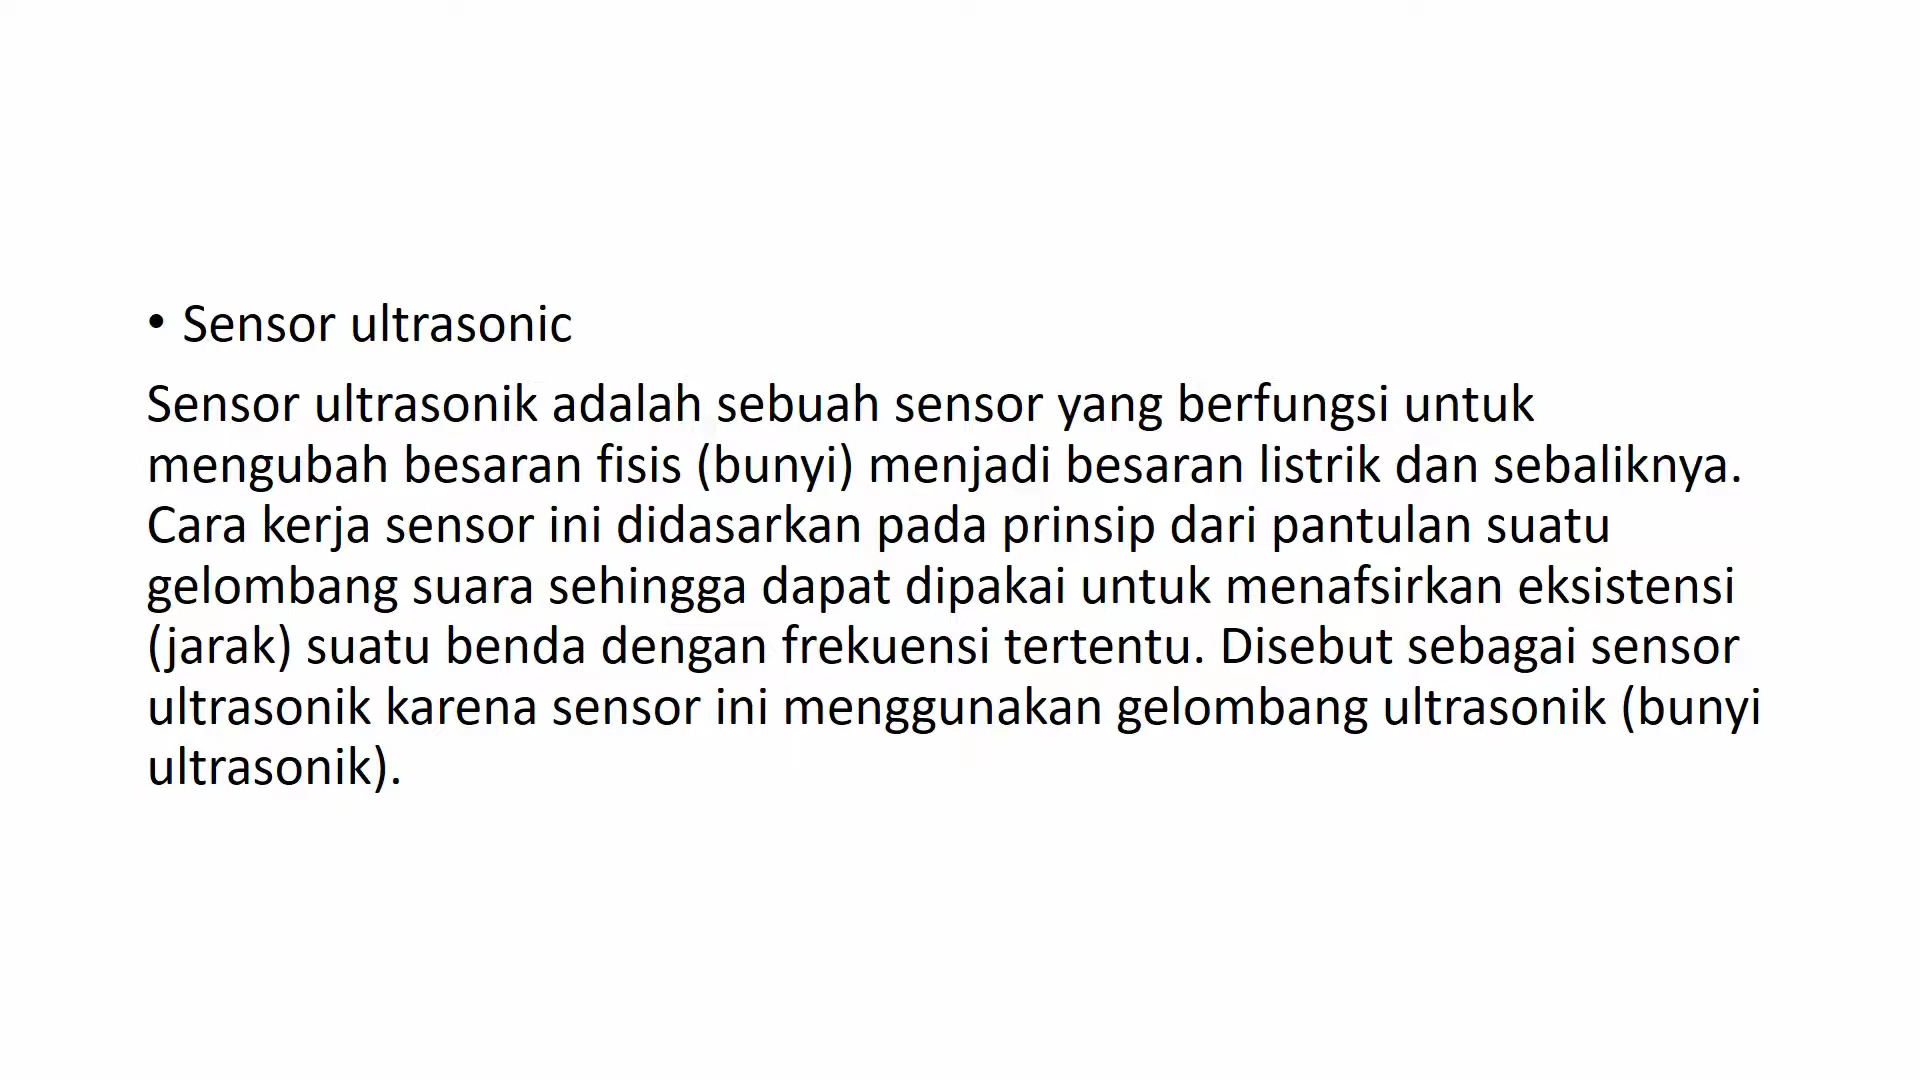 • Sensor ultrasonic
Sensor ultrasonik adalah sebuah sensor yang berfungsi untuk
mengubah besaran fisis (bunyi) menjadi besaran listrik dan sebaliknya.
Cara kerja sensor ini didasarkan pada prinsip dari pantulan suatu
gelombang suara sehingga dapat dipakai untuk menafsirkan eksistensi
(jarak) suatu benda dengan frekuensi tertentu. Disebut sebagai sensor
ultrasonik karena sensor ini menggunakan gelombang ultrasonik (bunyi
ultrasonik).